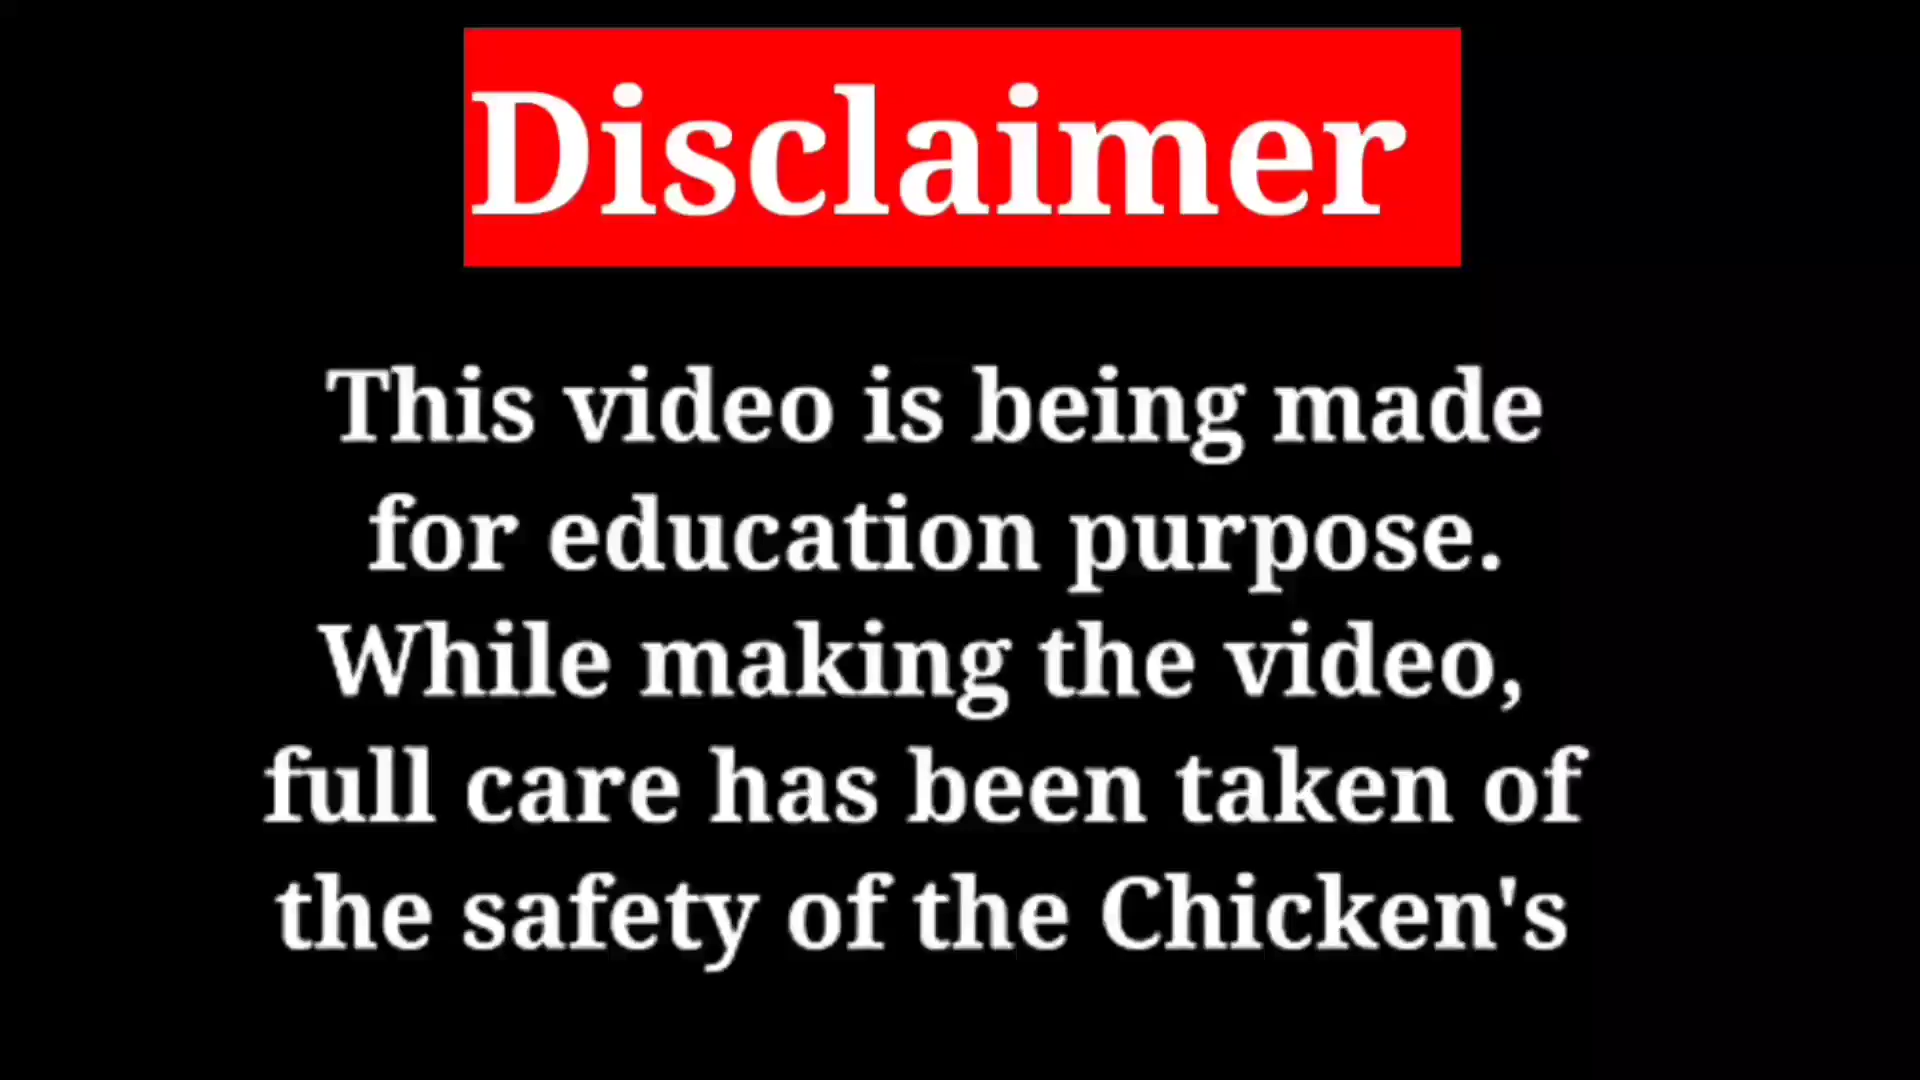 Disclaimer
This video is being made
for education purpose.
While making the video,
full care has been taken of
the safety of the Chicken's